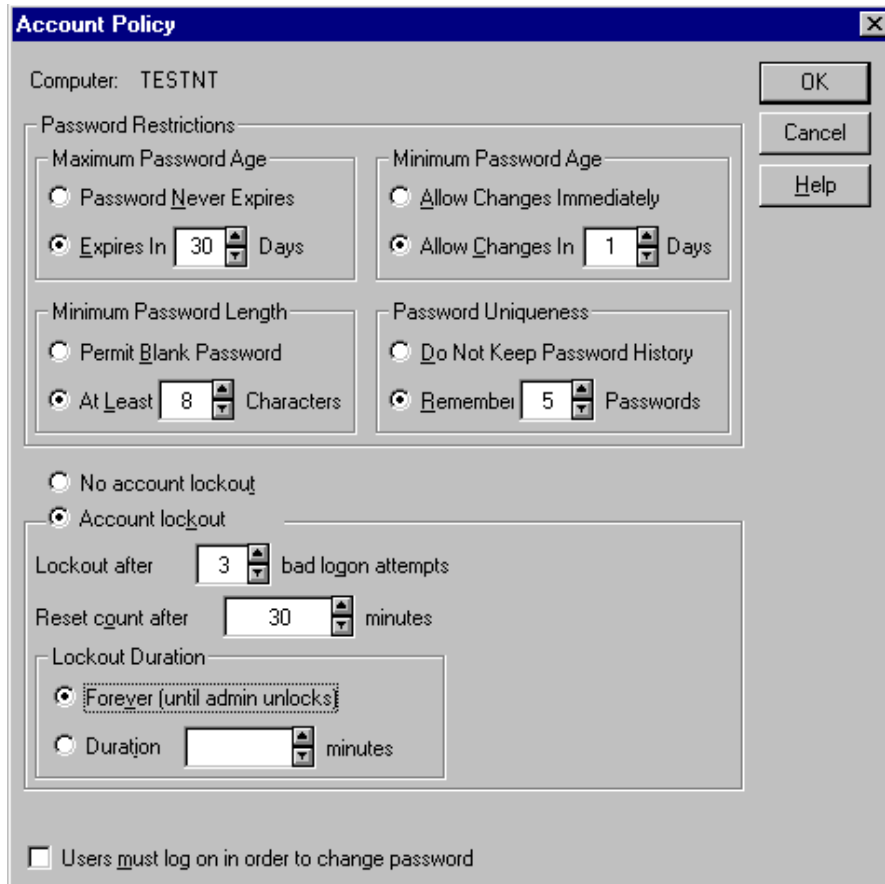 Account Policy
Computer: TESTNT
OK
Cancel
Help
Password Restrictions
Maximum Password Age
Password Never Expires
Expires In 30 Days
Minimum Password Age
Allow Changes Immediately
Allow Changes In 1 Days
Minimum Password Length
Permit Blank Password
At Least 8 Characters
Password Uniqueness
Do Not Keep Password History
Remember 5 Passwords
No account lockout
Account lockout
Lockout after 3 bad logon attempts
Reset count after 30 minutes
Lockout Duration
Forever (until admin unlocks)
Duration minutes
Users must log on in order to change password